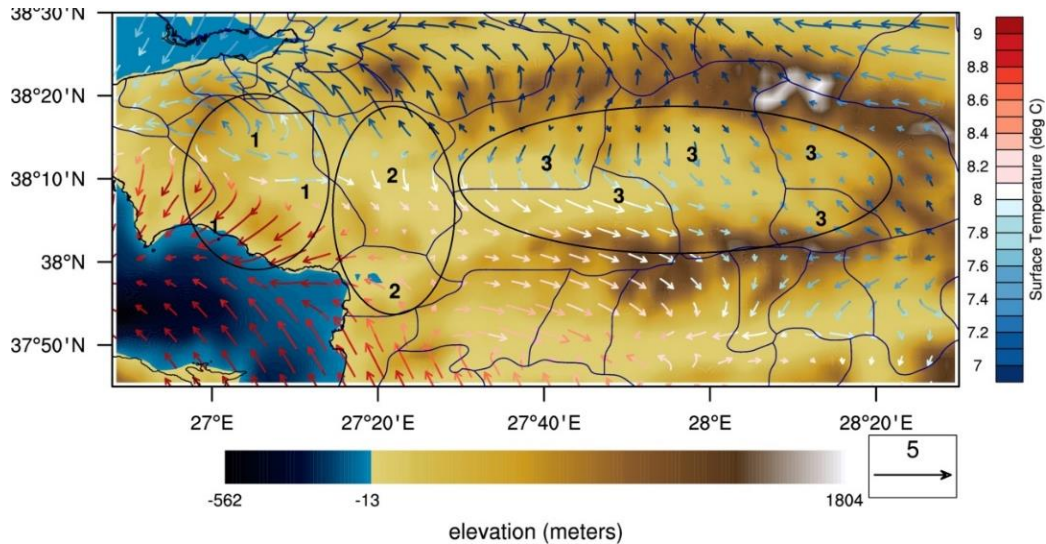 38°30'N
38°20'N
38°10'N
38°N
37°50'N
1
1
1
2
2
3
3
3
3
3
27°E
27°20'E
27°40'E
28°E
28°20'E
9
8.8
8.6
8.4
8.2
8
7.8
7.6
7.4
7.2
7
Surface Temperature (deg C)
-562
-13
1804
elevation (meters)
5